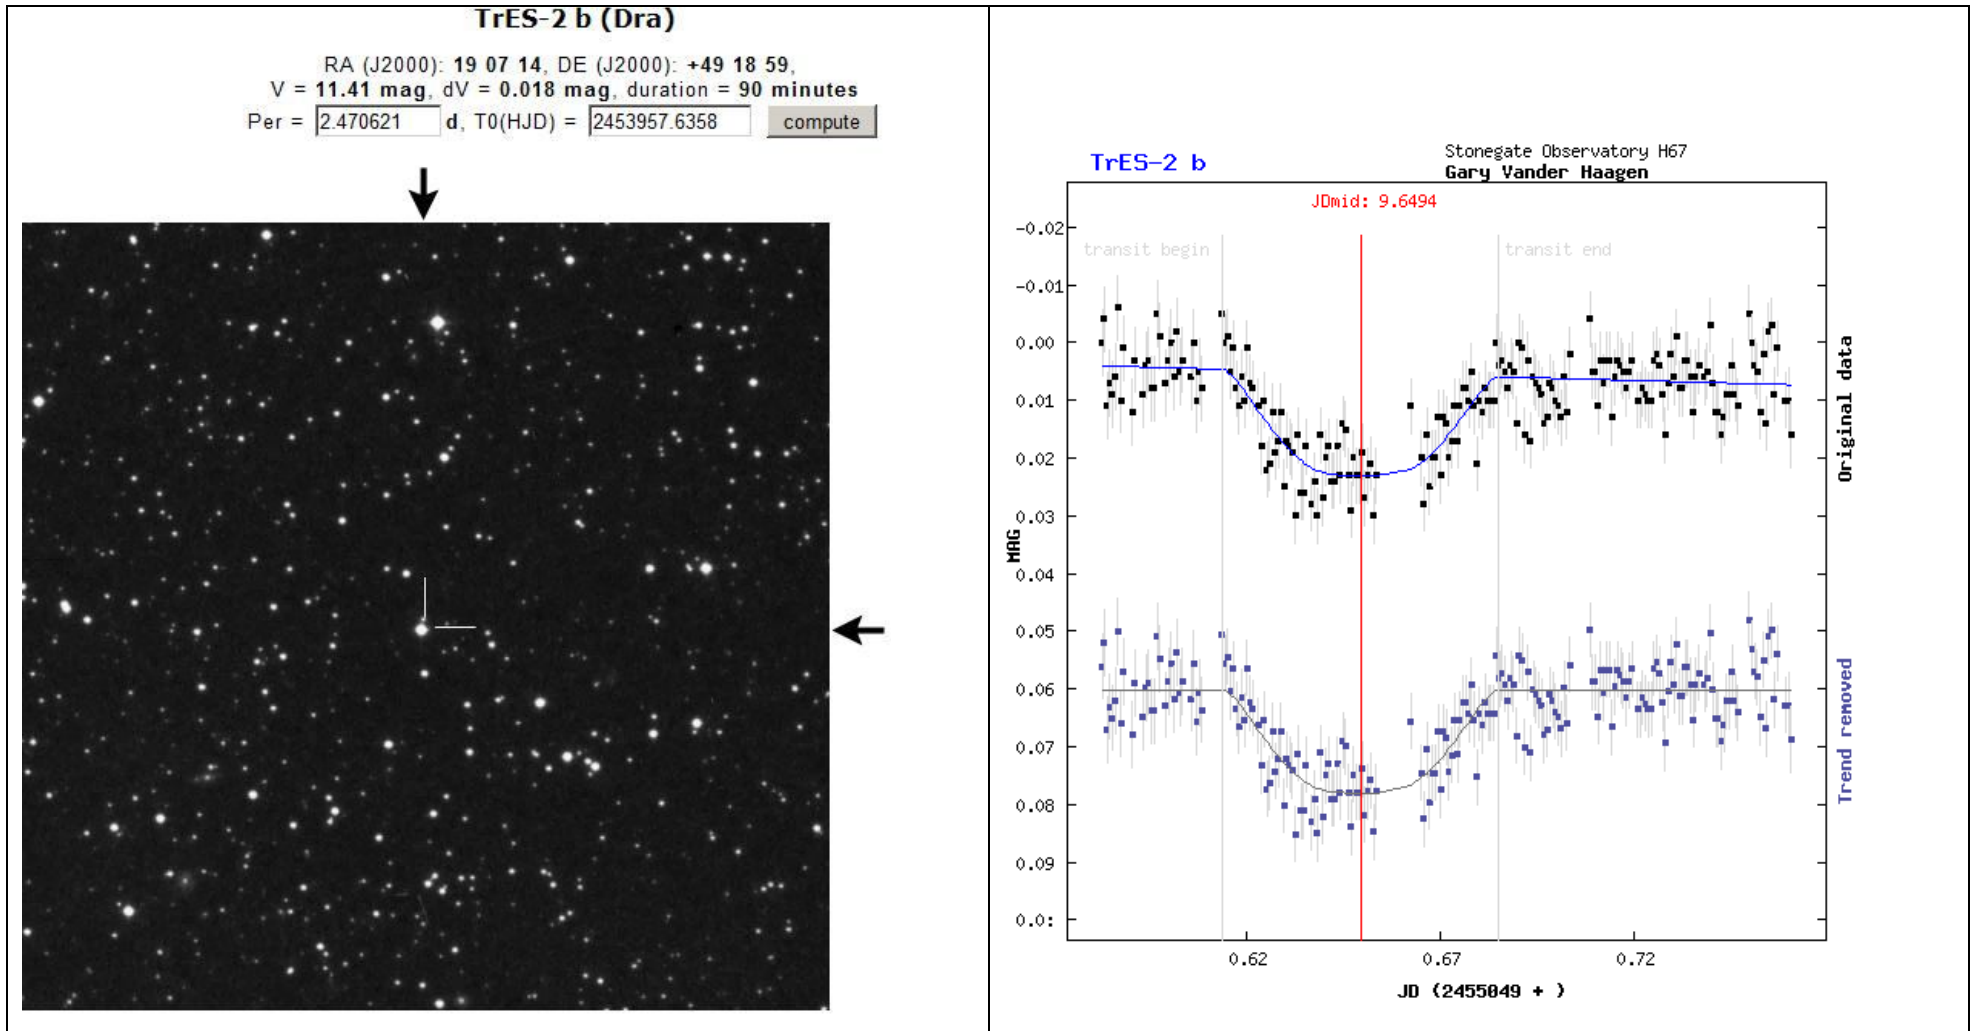 TrES-2 b (Dra)
RA (J2000): 19 07 14, DE (J2000): +49 18 59,
V = 11.41 mag, dV = 0.018 mag, duration = 90 minutes
Per = 2.470621 d, T0(HJD) = 2453957.6358 compute
TrES-2 b
Stonegate Observatory H67
Gary Vander Haagen
JDmid: 9.6494
transit begin
transit end
-0.02
-0.01
0.00
0.01
0.02
0.03
0.04
0.05
0.06
0.07
0.08
0.09
0.0:
MAG
Original data
Trend removed
0.62 0.67 0.72
JD (2455049 + )